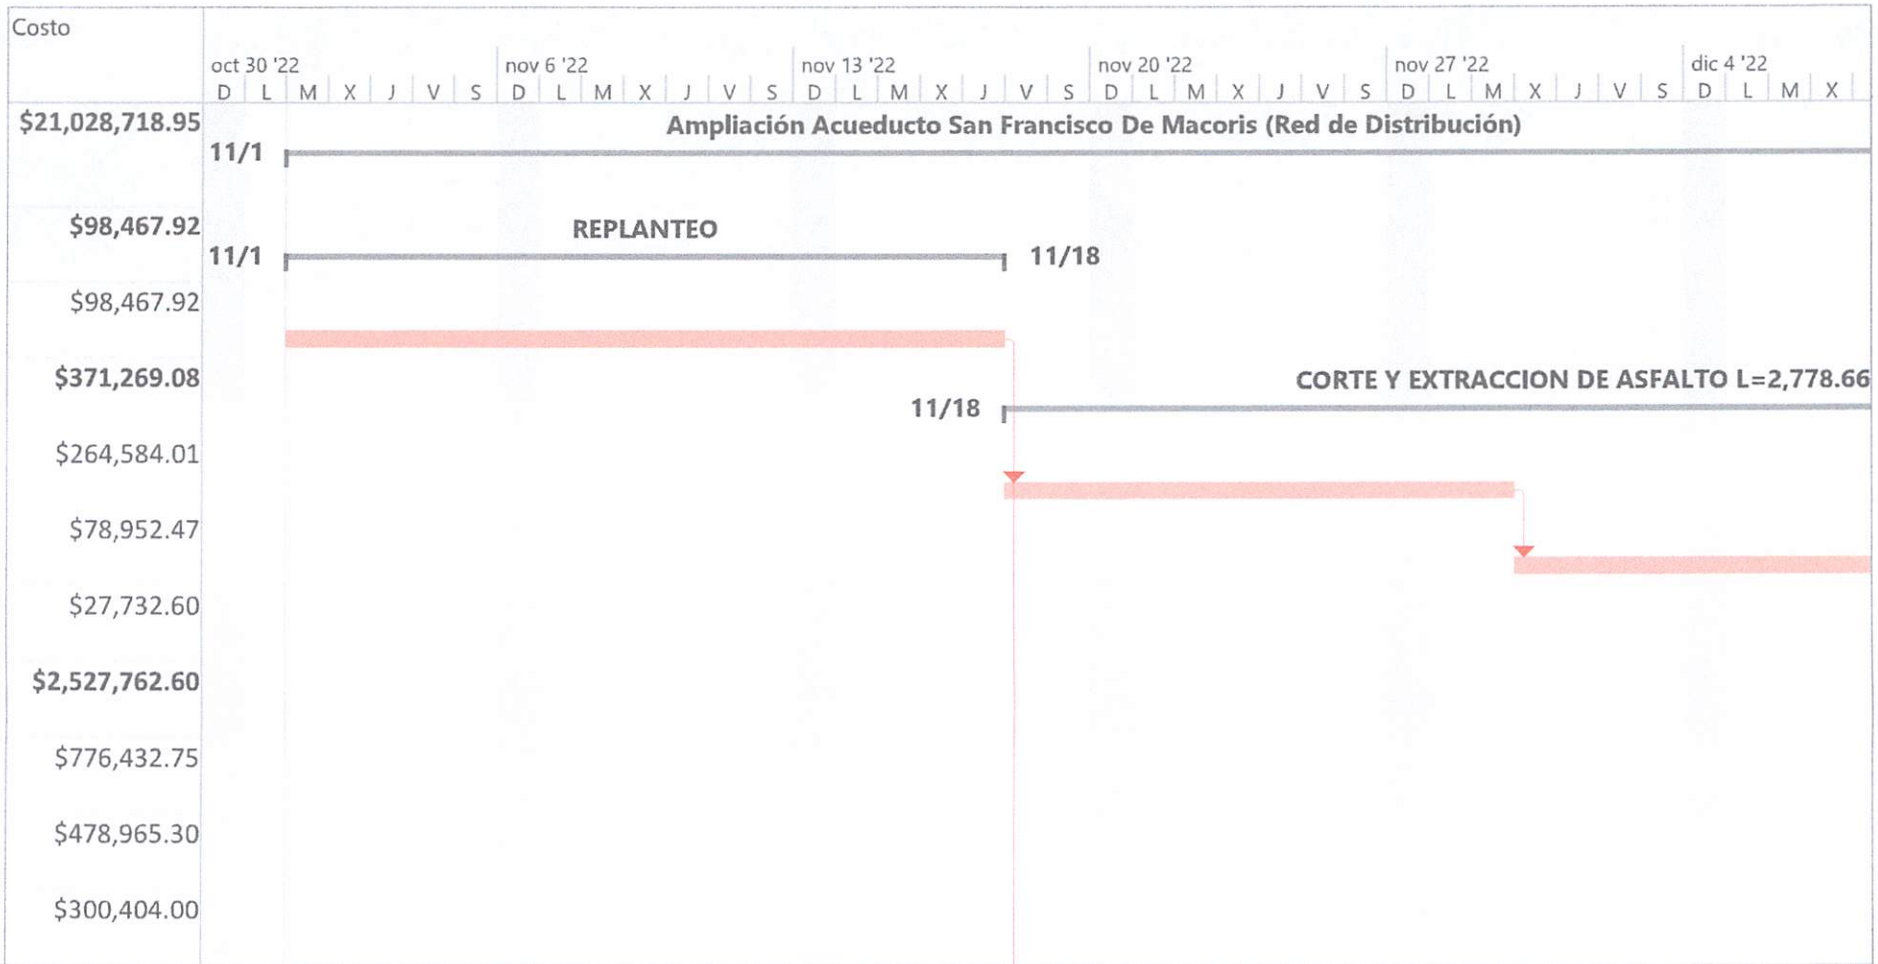 Costo
oct 30 '22 nov 6 '22 nov 13 '22 nov 20 '22 nov 27 '22 dic 4 '22
D L M X J V S D L M X J V S D L M X J V S D L M X J V S D L M X J V S D L M X
$21,028,718.95 Ampliación Acueducto San Francisco De Macoris (Red de Distribución)
11/1
$98,467.92 REPLANTEO
11/1 11/18
$98,467.92
$371,269.08 CORTE Y EXTRACCION DE ASFALTO L=2,778.66
11/18
$264,584.01
$78,952.47
$27,732.60
$2,527,762.60
$776,432.75
$478,965.30
$300,404.00